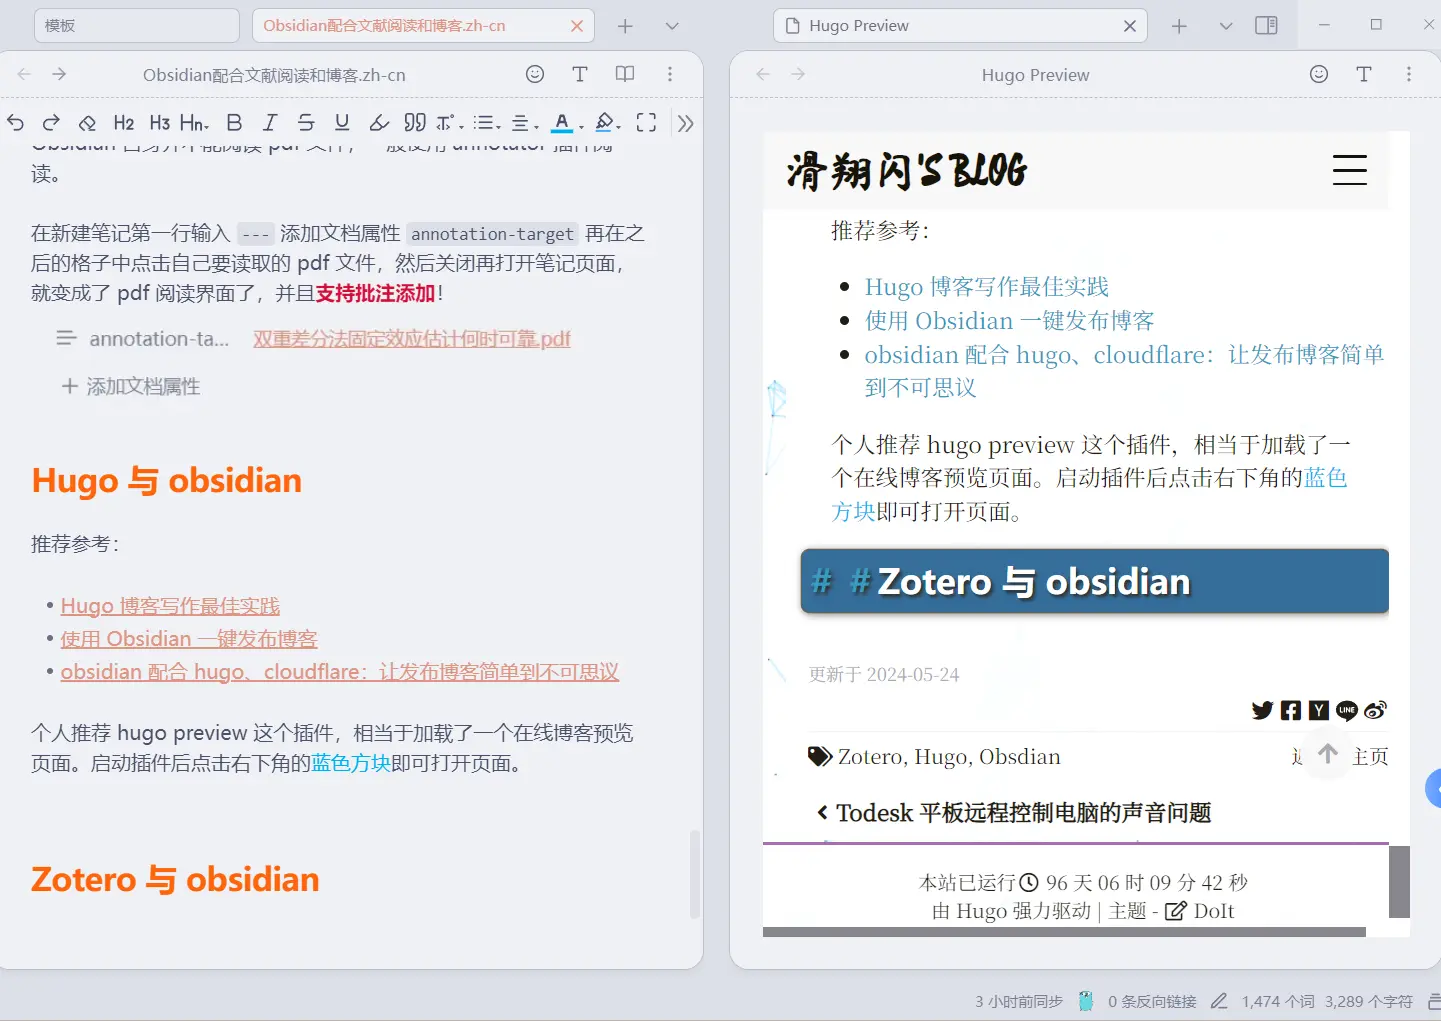 模板
Obsidian配合文献阅读和博客.zh-cn
Hugo Preview
Obsidian配合文献阅读和博客.zh-cn
H2 H3 Hn
Obsidian 自身并不能阅读 pdf 文件，一般使用 annotator 插件阅
读。
在新建笔记第一行输入 --- 添加文档属性 annotation-target 再在之
后的格子中点击自己要读取的 pdf 文件，然后关闭再打开笔记页面，
就变成了 pdf 阅读界面了，并且支持批注添加！
annotation-ta... 双重差分法固定效应估计何时可靠.pdf
添加文档属性
Hugo 与 obsidian
推荐参考：
Hugo 博客写作最佳实践
使用 Obsidian 一键发布博客
obsidian 配合 hugo、cloudflare：让发布博客简单到不可思议
个人推荐 hugo preview 这个插件，相当于加载了一个在线博客预览
页面。启动插件后点击右下角的蓝色方块即可打开页面。
Zotero 与 obsidian
Hugo Preview
滑翔闪'S BLOG
推荐参考：
Hugo 博客写作最佳实践
使用 Obsidian 一键发布博客
obsidian 配合 hugo、cloudflare：让发布博客简单
到不可思议
个人推荐 hugo preview 这个插件，相当于加载了一
个在线博客预览页面。启动插件后点击右下角的蓝色
方块即可打开页面。
# # Zotero 与 obsidian
更新于 2024-05-24
Zotero, Hugo, Obsdian
主页
Todesk 平板远程控制电脑的声音问题
本站已运行 96 天 06 时 09 分 42 秒
由 Hugo 强力驱动 | 主题 - DoIt
3 小时前同步 0 条反向链接 1,474 个词 3,289 个字符